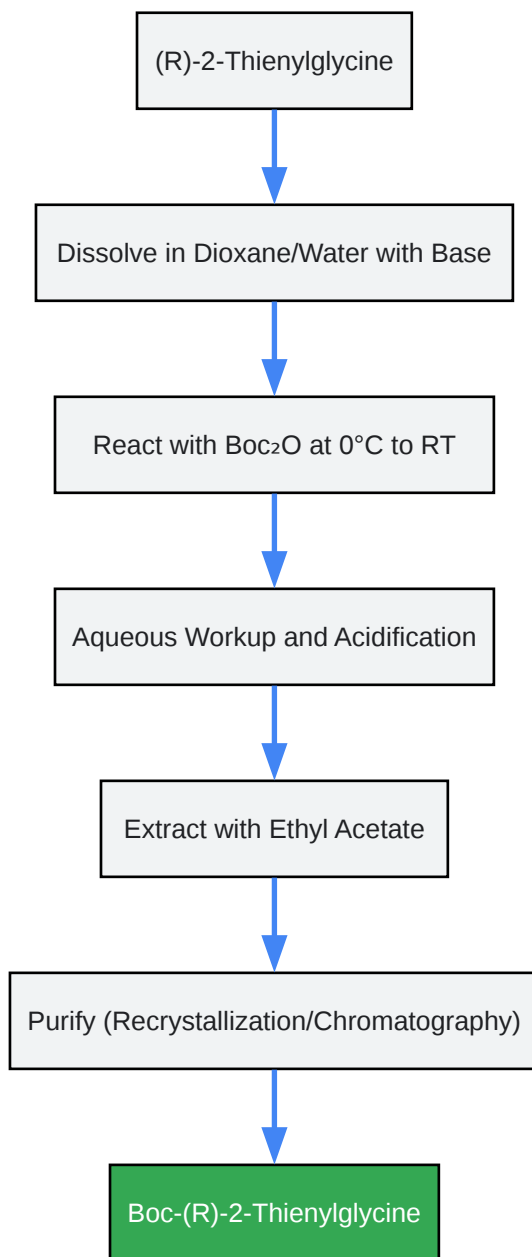 (R)-2-Thienylglycine
Dissolve in Dioxane/Water with Base
React with Boc₂O at 0°C to RT
Aqueous Workup and Acidification
Extract with Ethyl Acetate
Purify (Recrystallization/Chromatography)
Boc-(R)-2-Thienylglycine